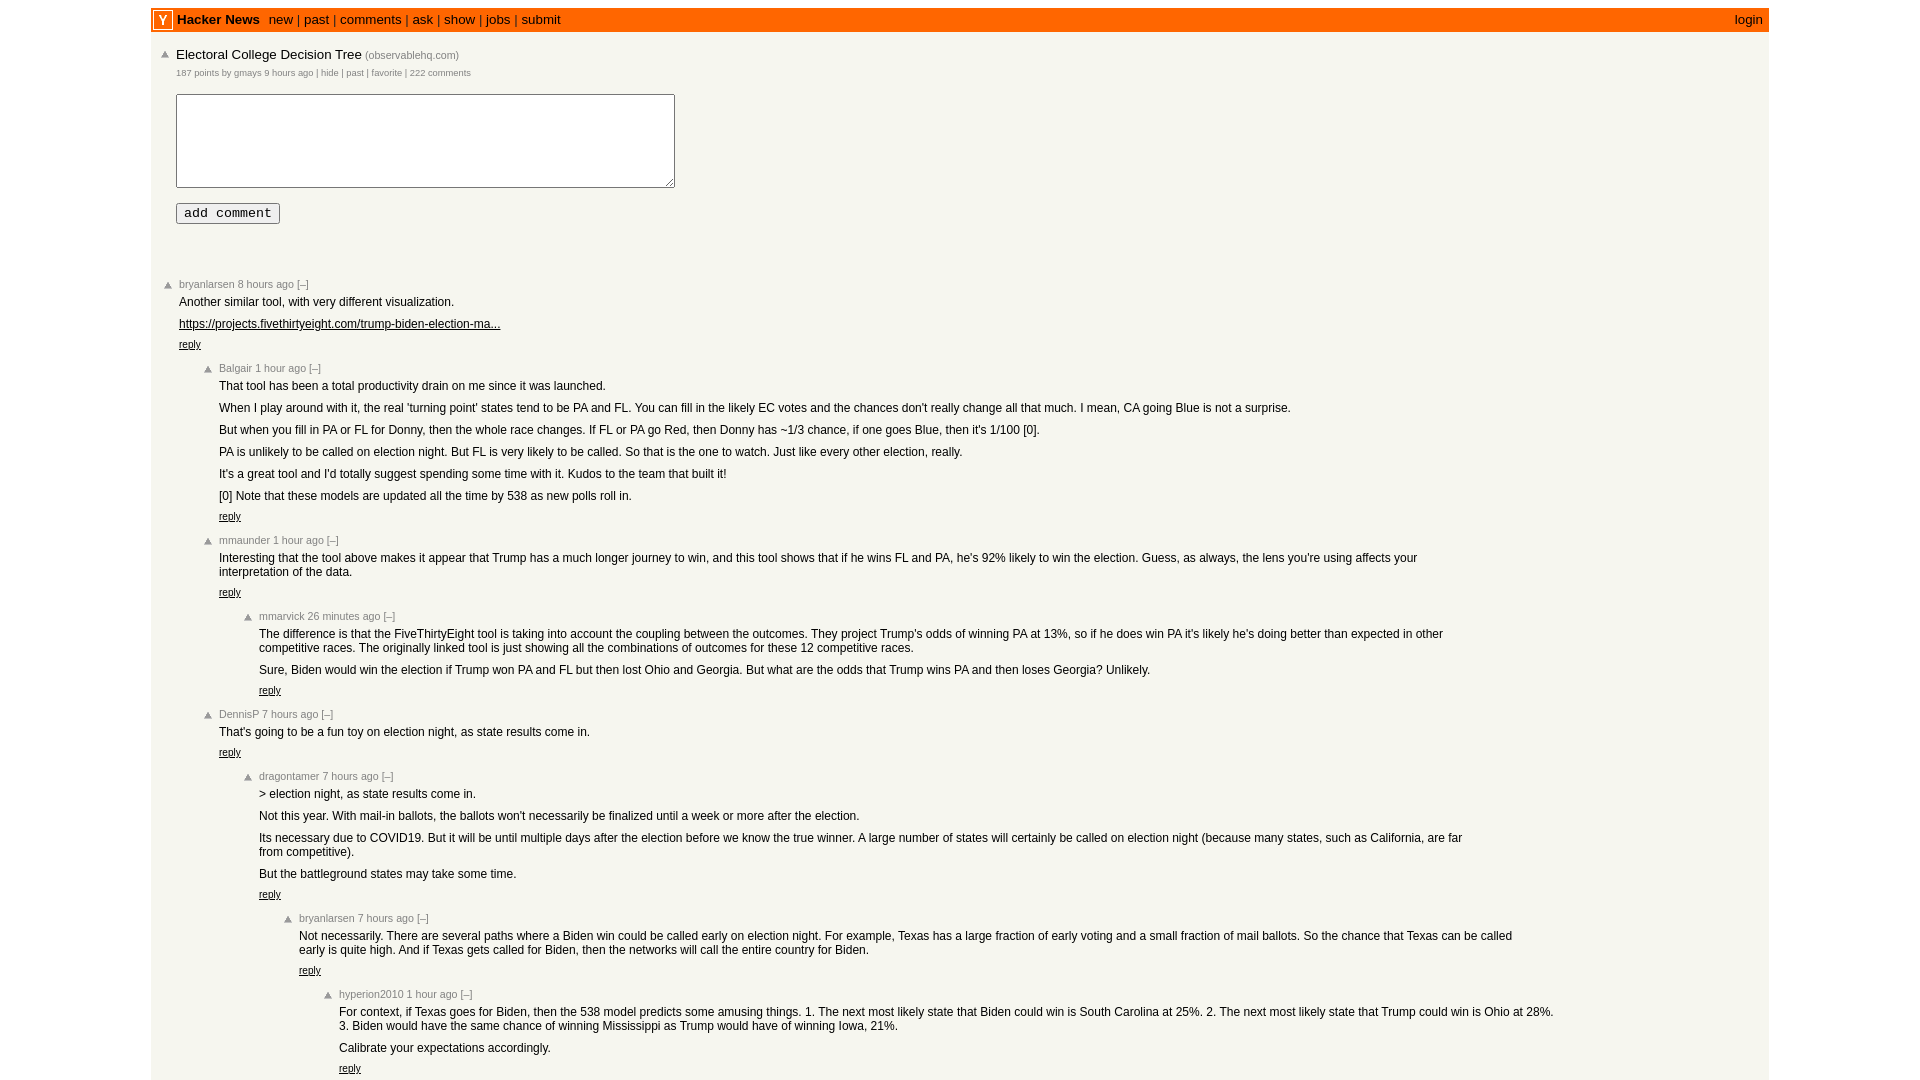 Y Hacker News new | past | comments | ask | show | jobs | submit login
Electoral College Decision Tree (observablehq.com)
187 points by gmays 9 hours ago | hide | past | favorite | 222 comments
add comment
bryanlarsen 8 hours ago [–]
Another similar tool, with very different visualization.
https://projects.fivethirtyeight.com/trump-biden-election-ma...
reply
Balgair 1 hour ago [–]
That tool has been a total productivity drain on me since it was launched.
When I play around with it, the real 'turning point' states tend to be PA and FL. You can fill in the likely EC votes and the chances don't really change all that much. I mean, CA going Blue is not a surprise.
But when you fill in PA or FL for Donny, then the whole race changes. If FL or PA go Red, then Donny has ~1/3 chance, if one goes Blue, then it's 1/100 [0].
PA is unlikely to be called on election night. But FL is very likely to be called. So that is the one to watch. Just like every other election, really.
It's a great tool and I'd totally suggest spending some time with it. Kudos to the team that built it!
[0] Note that these models are updated all the time by 538 as new polls roll in.
reply
mmaunder 1 hour ago [–]
Interesting that the tool above makes it appear that Trump has a much longer journey to win, and this tool shows that if he wins FL and PA, he's 92% likely to win the election. Guess, as always, the lens you're using affects your
interpretation of the data.
reply
mmarvick 26 minutes ago [–]
The difference is that the FiveThirtyEight tool is taking into account the coupling between the outcomes. They project Trump's odds of winning PA at 13%, so if he does win PA it's likely he's doing better than expected in other
competitive races. The originally linked tool is just showing all the combinations of outcomes for these 12 competitive races.
Sure, Biden would win the election if Trump won PA and FL but then lost Ohio and Georgia. But what are the odds that Trump wins PA and then loses Georgia? Unlikely.
reply
DennisP 7 hours ago [–]
That's going to be a fun toy on election night, as state results come in.
reply
dragontamer 7 hours ago [–]
> election night, as state results come in.
Not this year. With mail-in ballots, the ballots won't necessarily be finalized until a week or more after the election.
Its necessary due to COVID19. But it will be until multiple days after the election before we know the true winner. A large number of states will certainly be called on election night (because many states, such as California, are far
from competitive).
But the battleground states may take some time.
reply
bryanlarsen 7 hours ago [–]
Not necessarily. There are several paths where a Biden win could be called early on election night. For example, Texas has a large fraction of early voting and a small fraction of mail ballots. So the chance that Texas can be called
early is quite high. And if Texas gets called for Biden, then the networks will call the entire country for Biden.
reply
hyperion2010 1 hour ago [–]
For context, if Texas goes for Biden, then the 538 model predicts some amusing things. 1. The next most likely state that Biden could win is South Carolina at 25%. 2. The next most likely state that Trump could win is Ohio at 28%.
3. Biden would have the same chance of winning Mississippi as Trump would have of winning Iowa, 21%.
Calibrate your expectations accordingly.
reply